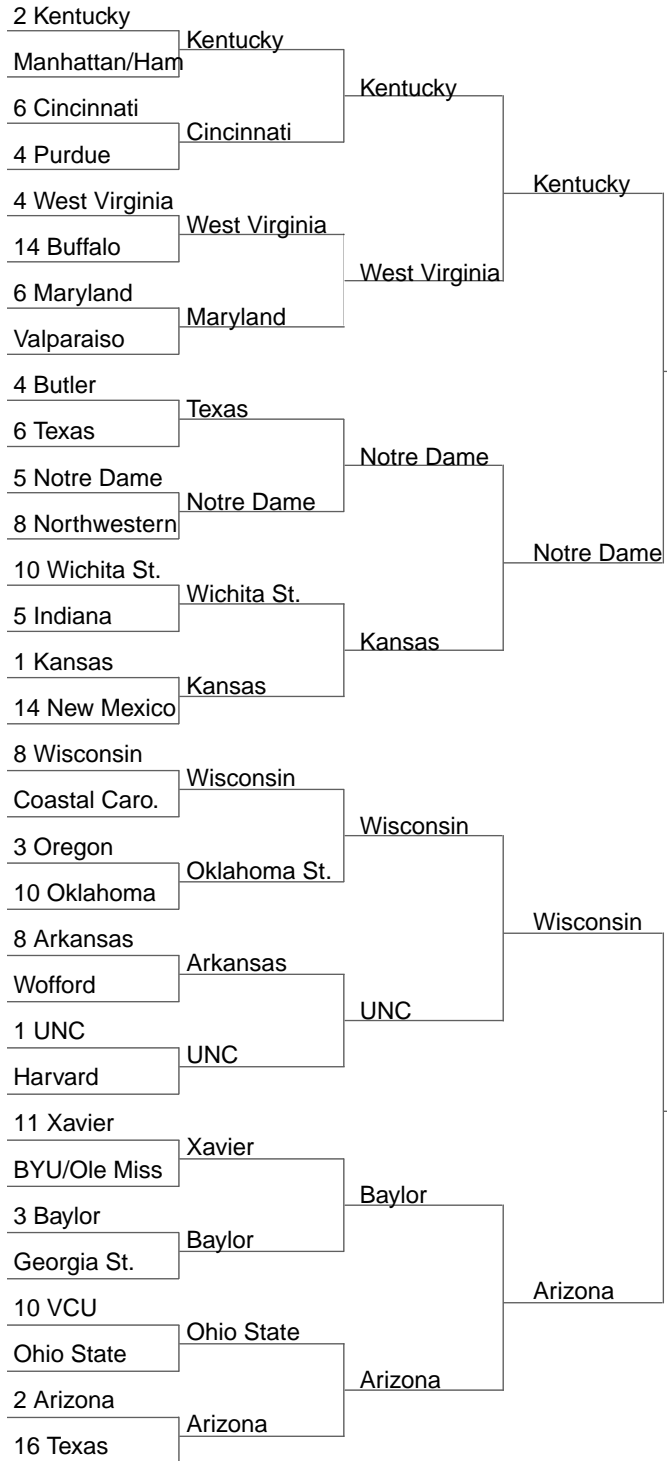 2 Kentucky
Manhattan/Ham
6 Cincinnati
4 Purdue
4 West Virginia
14 Buffalo
6 Maryland
Valparaiso
4 Butler
6 Texas
5 Notre Dame
8 Northwestern
10 Wichita St.
5 Indiana
1 Kansas
14 New Mexico
8 Wisconsin
Coastal Caro.
3 Oregon
10 Oklahoma
8 Arkansas
Wofford
1 UNC
Harvard
11 Xavier
BYU/Ole Miss
3 Baylor
Georgia St.
10 VCU
Ohio State
2 Arizona
16 Texas
Kentucky
Cincinnati
West Virginia
Maryland
Texas
Notre Dame
Wichita St.
Kansas
Wisconsin
Oklahoma St.
Arkansas
UNC
Xavier
Baylor
Ohio State
Arizona
Kentucky
West Virginia
Notre Dame
Kansas
Wisconsin
UNC
Baylor
Arizona
Kentucky
Notre Dame
Wisconsin
Arizona